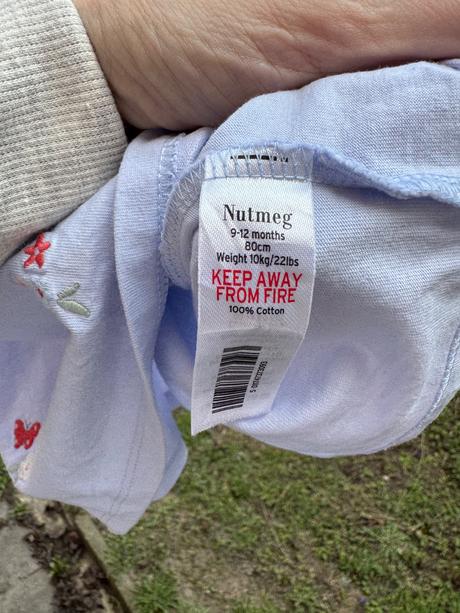 Nutmeg
9-12 months
80cm
Weight 10kg/22lbs
KEEP AWAY
FROM FIRE
100% Cotton